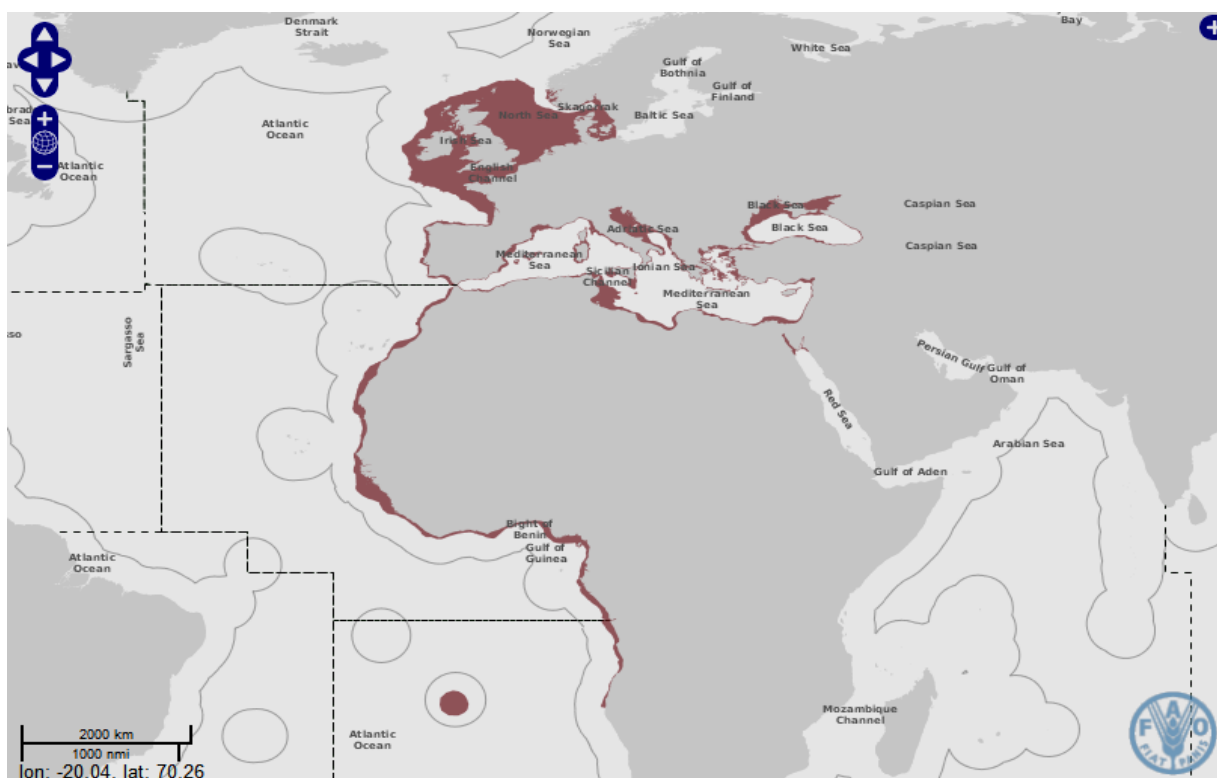 Bay
Denmark
Strait
Norwegian
Sea
White Sea
Gulf of
Bothnia
Gulf of
Finland
Skagerrak
North Sea
Baltic Sea
Atlantic
Ocean
Sea
Irish Sea
Atlantic
Ocean
English
Channel
Black Sea
Caspian Sea
Black Sea
Adriatic Sea
Caspian Sea
Mediterranean
Sea
Sicilian
Channel
Ionian Sea
Mediterranean
Sea
Sargasso
Sea
Persian Gulf
Gulf of
Oman
Red Sea
Arabian Sea
Gulf of Aden
Bight of
Benin
Gulf of
Guinea
Atlantic
Ocean
Mozambique
Channel
Atlantic
Ocean
2000 km
1000 nmi
lon: -20.04, lat: 70.26
F A O
FIAT PANIS